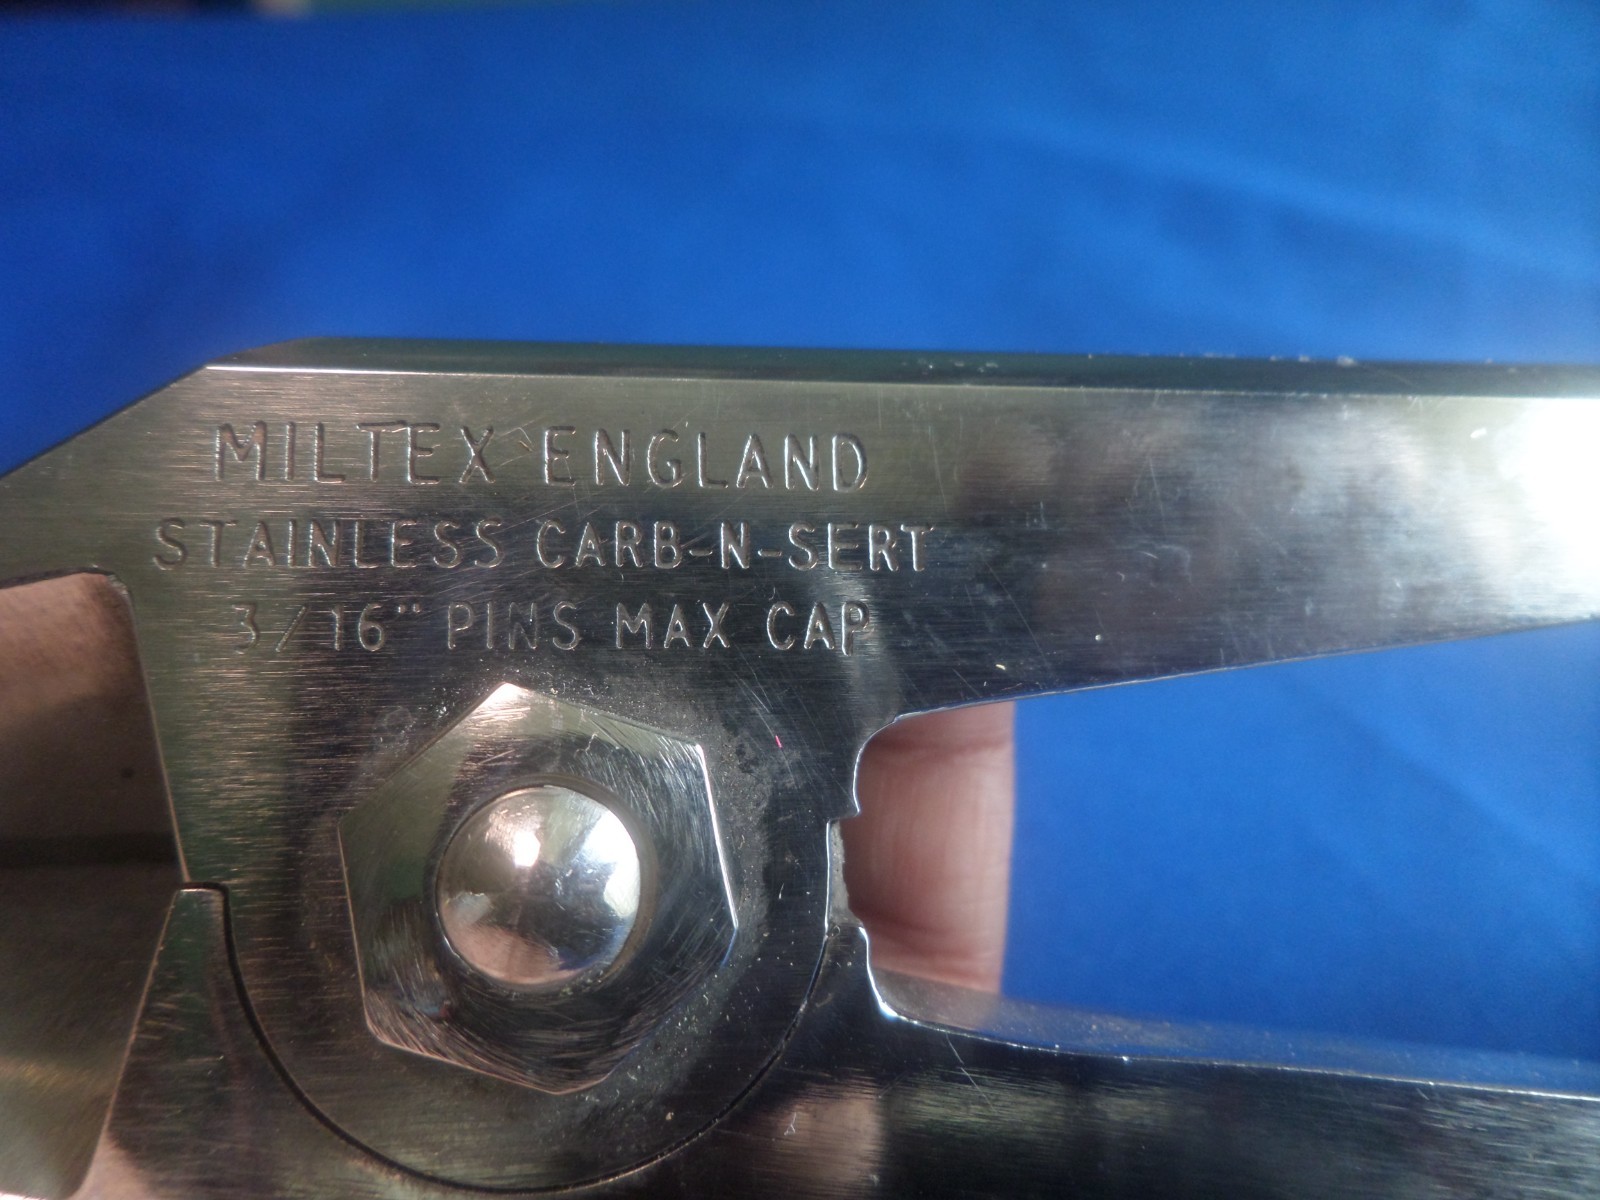 MILTEX ENGLAND
STAINLESS CARB-N-SERT
3/16" PINS MAX CAP